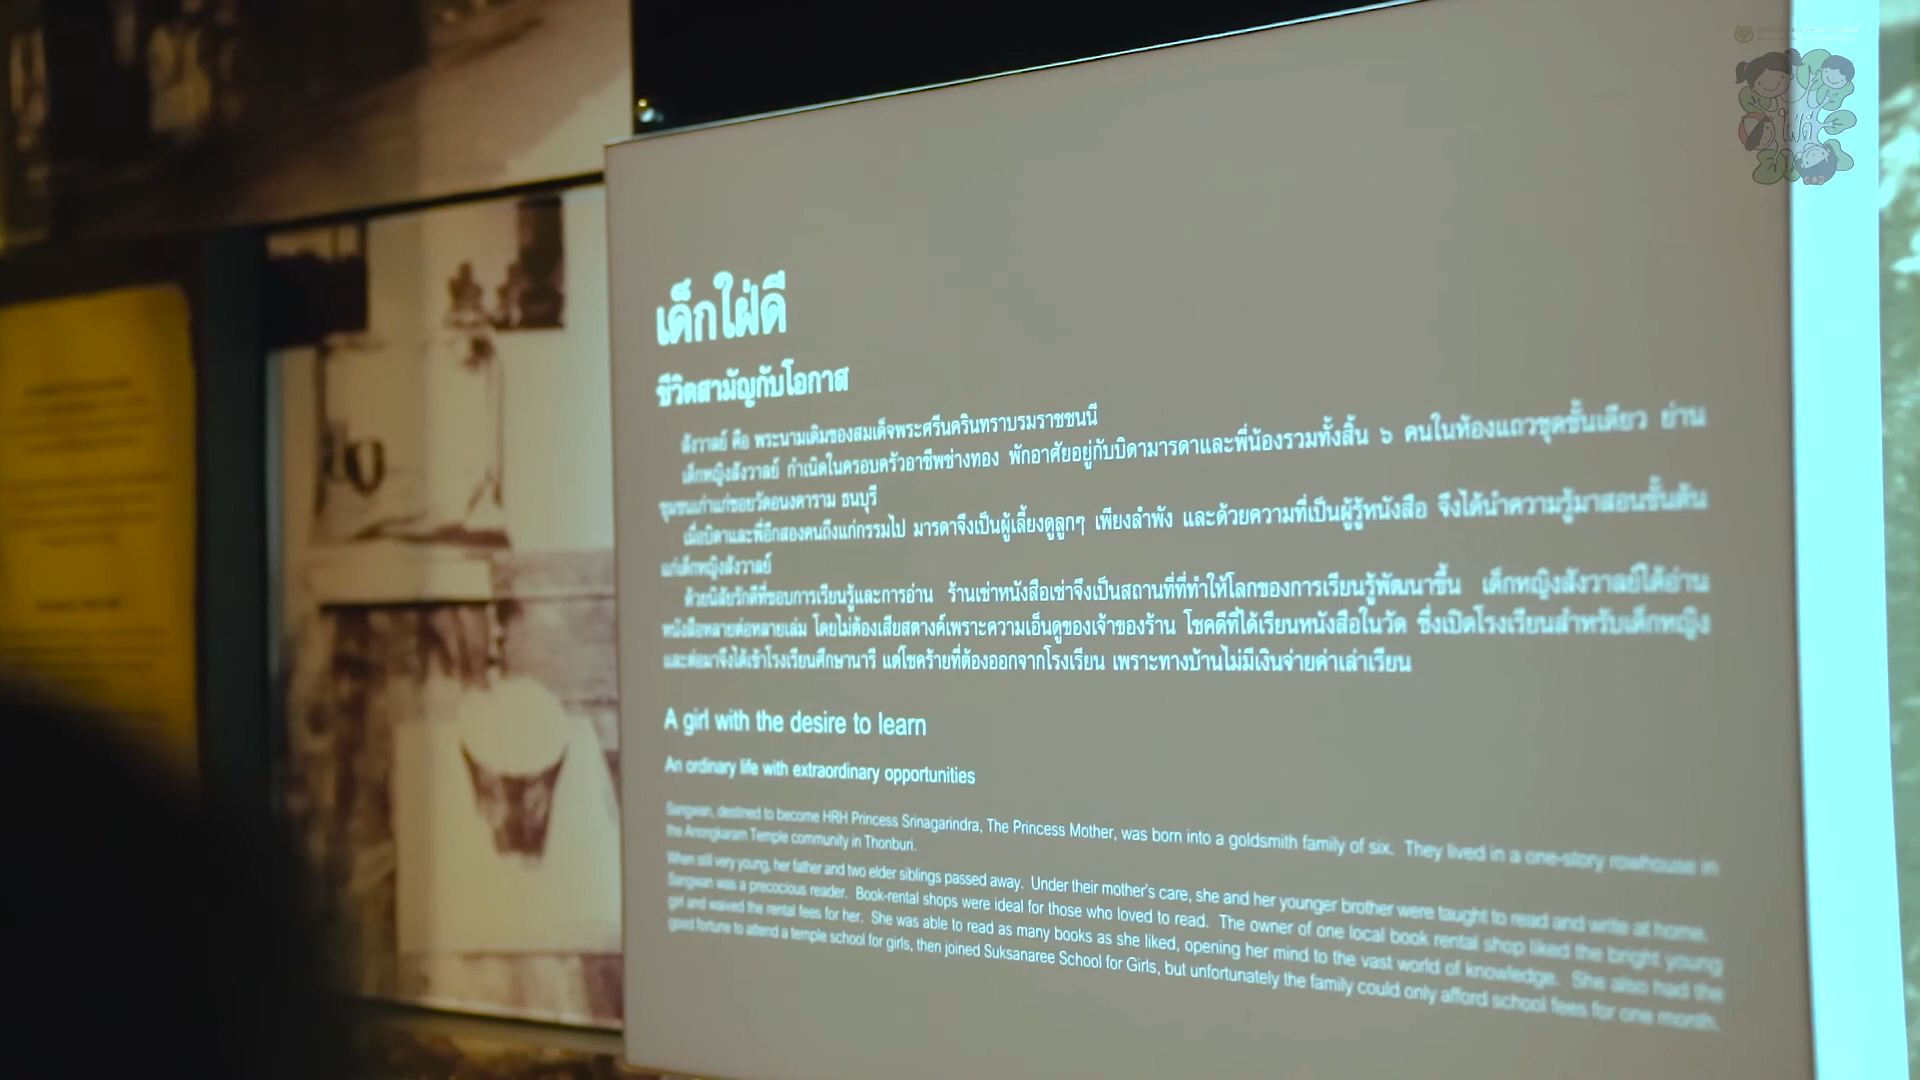 ใฝ่ดี
เด็กใฝ่ดี
ชีวิตสามัญกับโอกาส
สังวาลย์ คือ พระนามเดิมของสมเด็จพระศรีนครินทราบรมราชชนนี
เด็กหญิงสังวาลย์ กำเนิดในครอบครัวอาชีพช่างทอง พักอาศัยอยู่กับบิดามารดาและพี่น้องรวมทั้งสิ้น ๖ คนในห้องแถวชุดชั้นเดียว ย่าน
ชุมชนเก่าแก่ซอยวัดอนงคาราม ธนบุรี
เมื่อบิดาและพี่อีกสองคนถึงแก่กรรมไป มารดาจึงเป็นผู้เลี้ยงดูลูกๆ เพียงลำพัง และด้วยความที่เป็นผู้รู้หนังสือ จึงได้นำความรู้มาสอนชั้นต้น
แก่เด็กหญิงสังวาลย์
ด้วยนิสัยรักดีที่ชอบการเรียนรู้และการอ่าน ร้านเช่าหนังสือเช่าจึงเป็นสถานที่ที่ทำให้โลกของการเรียนรู้พัฒนาขึ้น เด็กหญิงสังวาลย์ได้อ่าน
หนังสือหลายต่อหลายเล่ม โดยไม่ต้องเสียสตางค์เพราะความเอ็นดูของเจ้าของร้าน โชคดีที่ได้เรียนหนังสือในวัด ซึ่งเปิดโรงเรียนสำหรับเด็กหญิง
และต่อมาจึงได้เข้าโรงเรียนศึกษานารี แต่โชคร้ายที่ต้องออกจากโรงเรียน เพราะทางบ้านไม่มีเงินจ่ายค่าเล่าเรียน
A girl with the desire to learn
An ordinary life with extraordinary opportunities
Sangwan, destined to become HRH Princess Srinagarindra, The Princess Mother, was born into a goldsmith family of six. They lived in a one-story rowhouse in
the Anongkaram Temple community in Thonburi.
When still very young, her father and two elder siblings passed away. Under their mother's care, she and her younger brother were taught to read and write at home.
Sangwan was a precocious reader. Book-rental shops were ideal for those who loved to read. The owner of one local book rental shop liked the bright young
girl and waived the rental fees for her. She was able to read as many books as she liked, opening her mind to the vast world of knowledge. She also had the
good fortune to attend a temple school for girls, then joined Suksanaree School for Girls, but unfortunately the family could only afford school fees for one month.